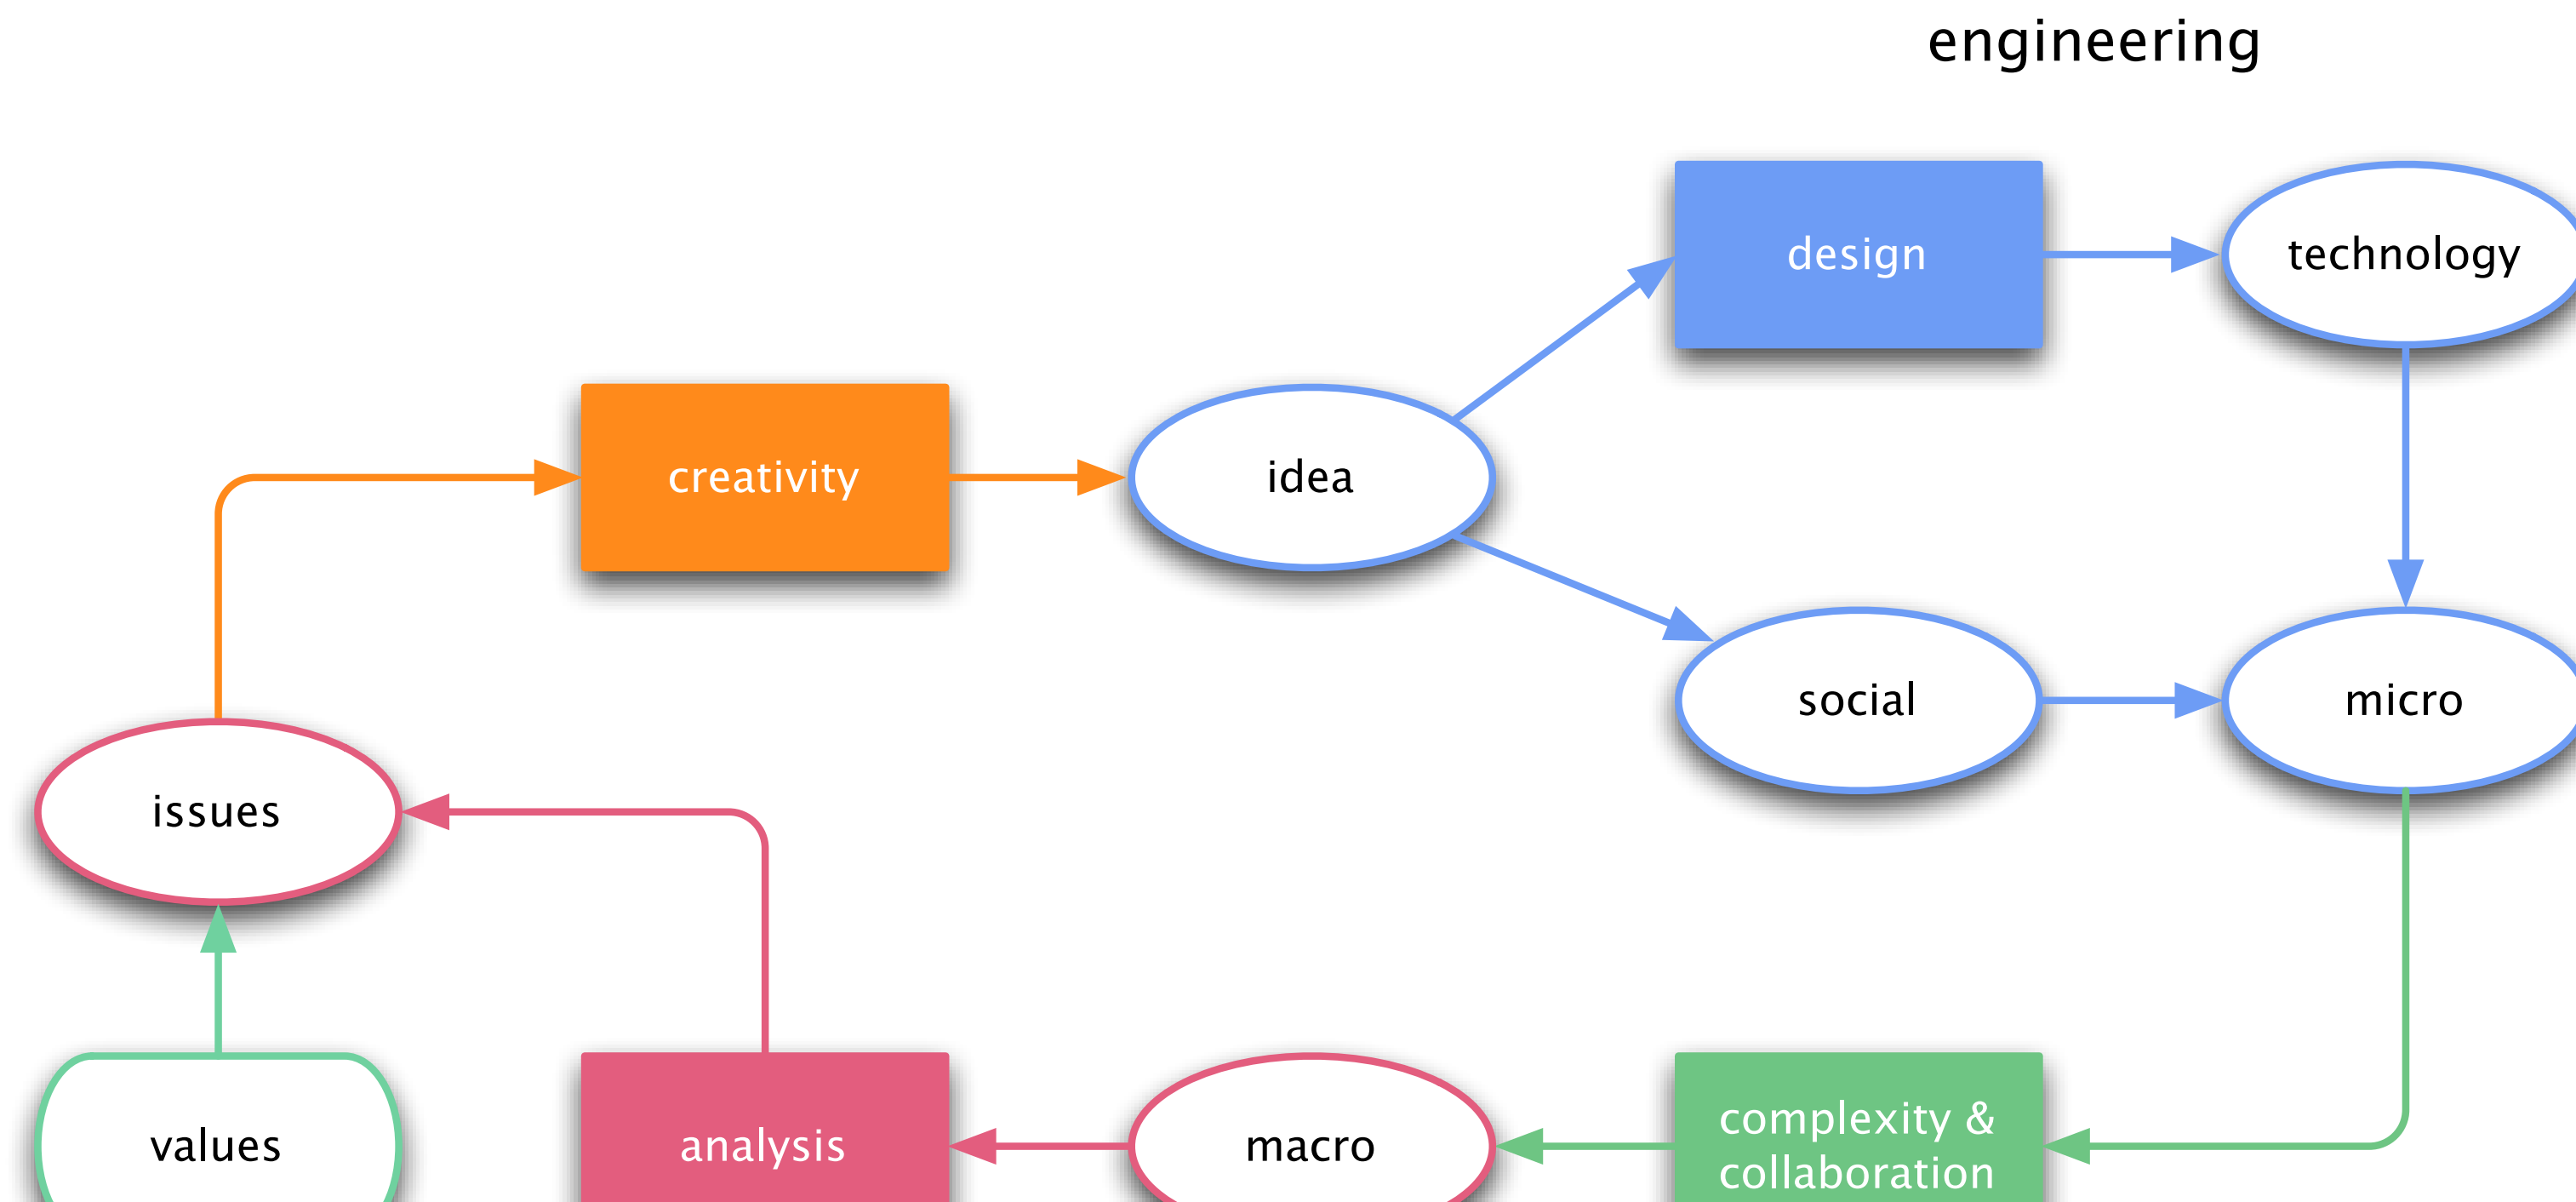 engineering
design
technology
creativity
idea
social
micro
issues
values
analysis
macro
complexity &
collaboration